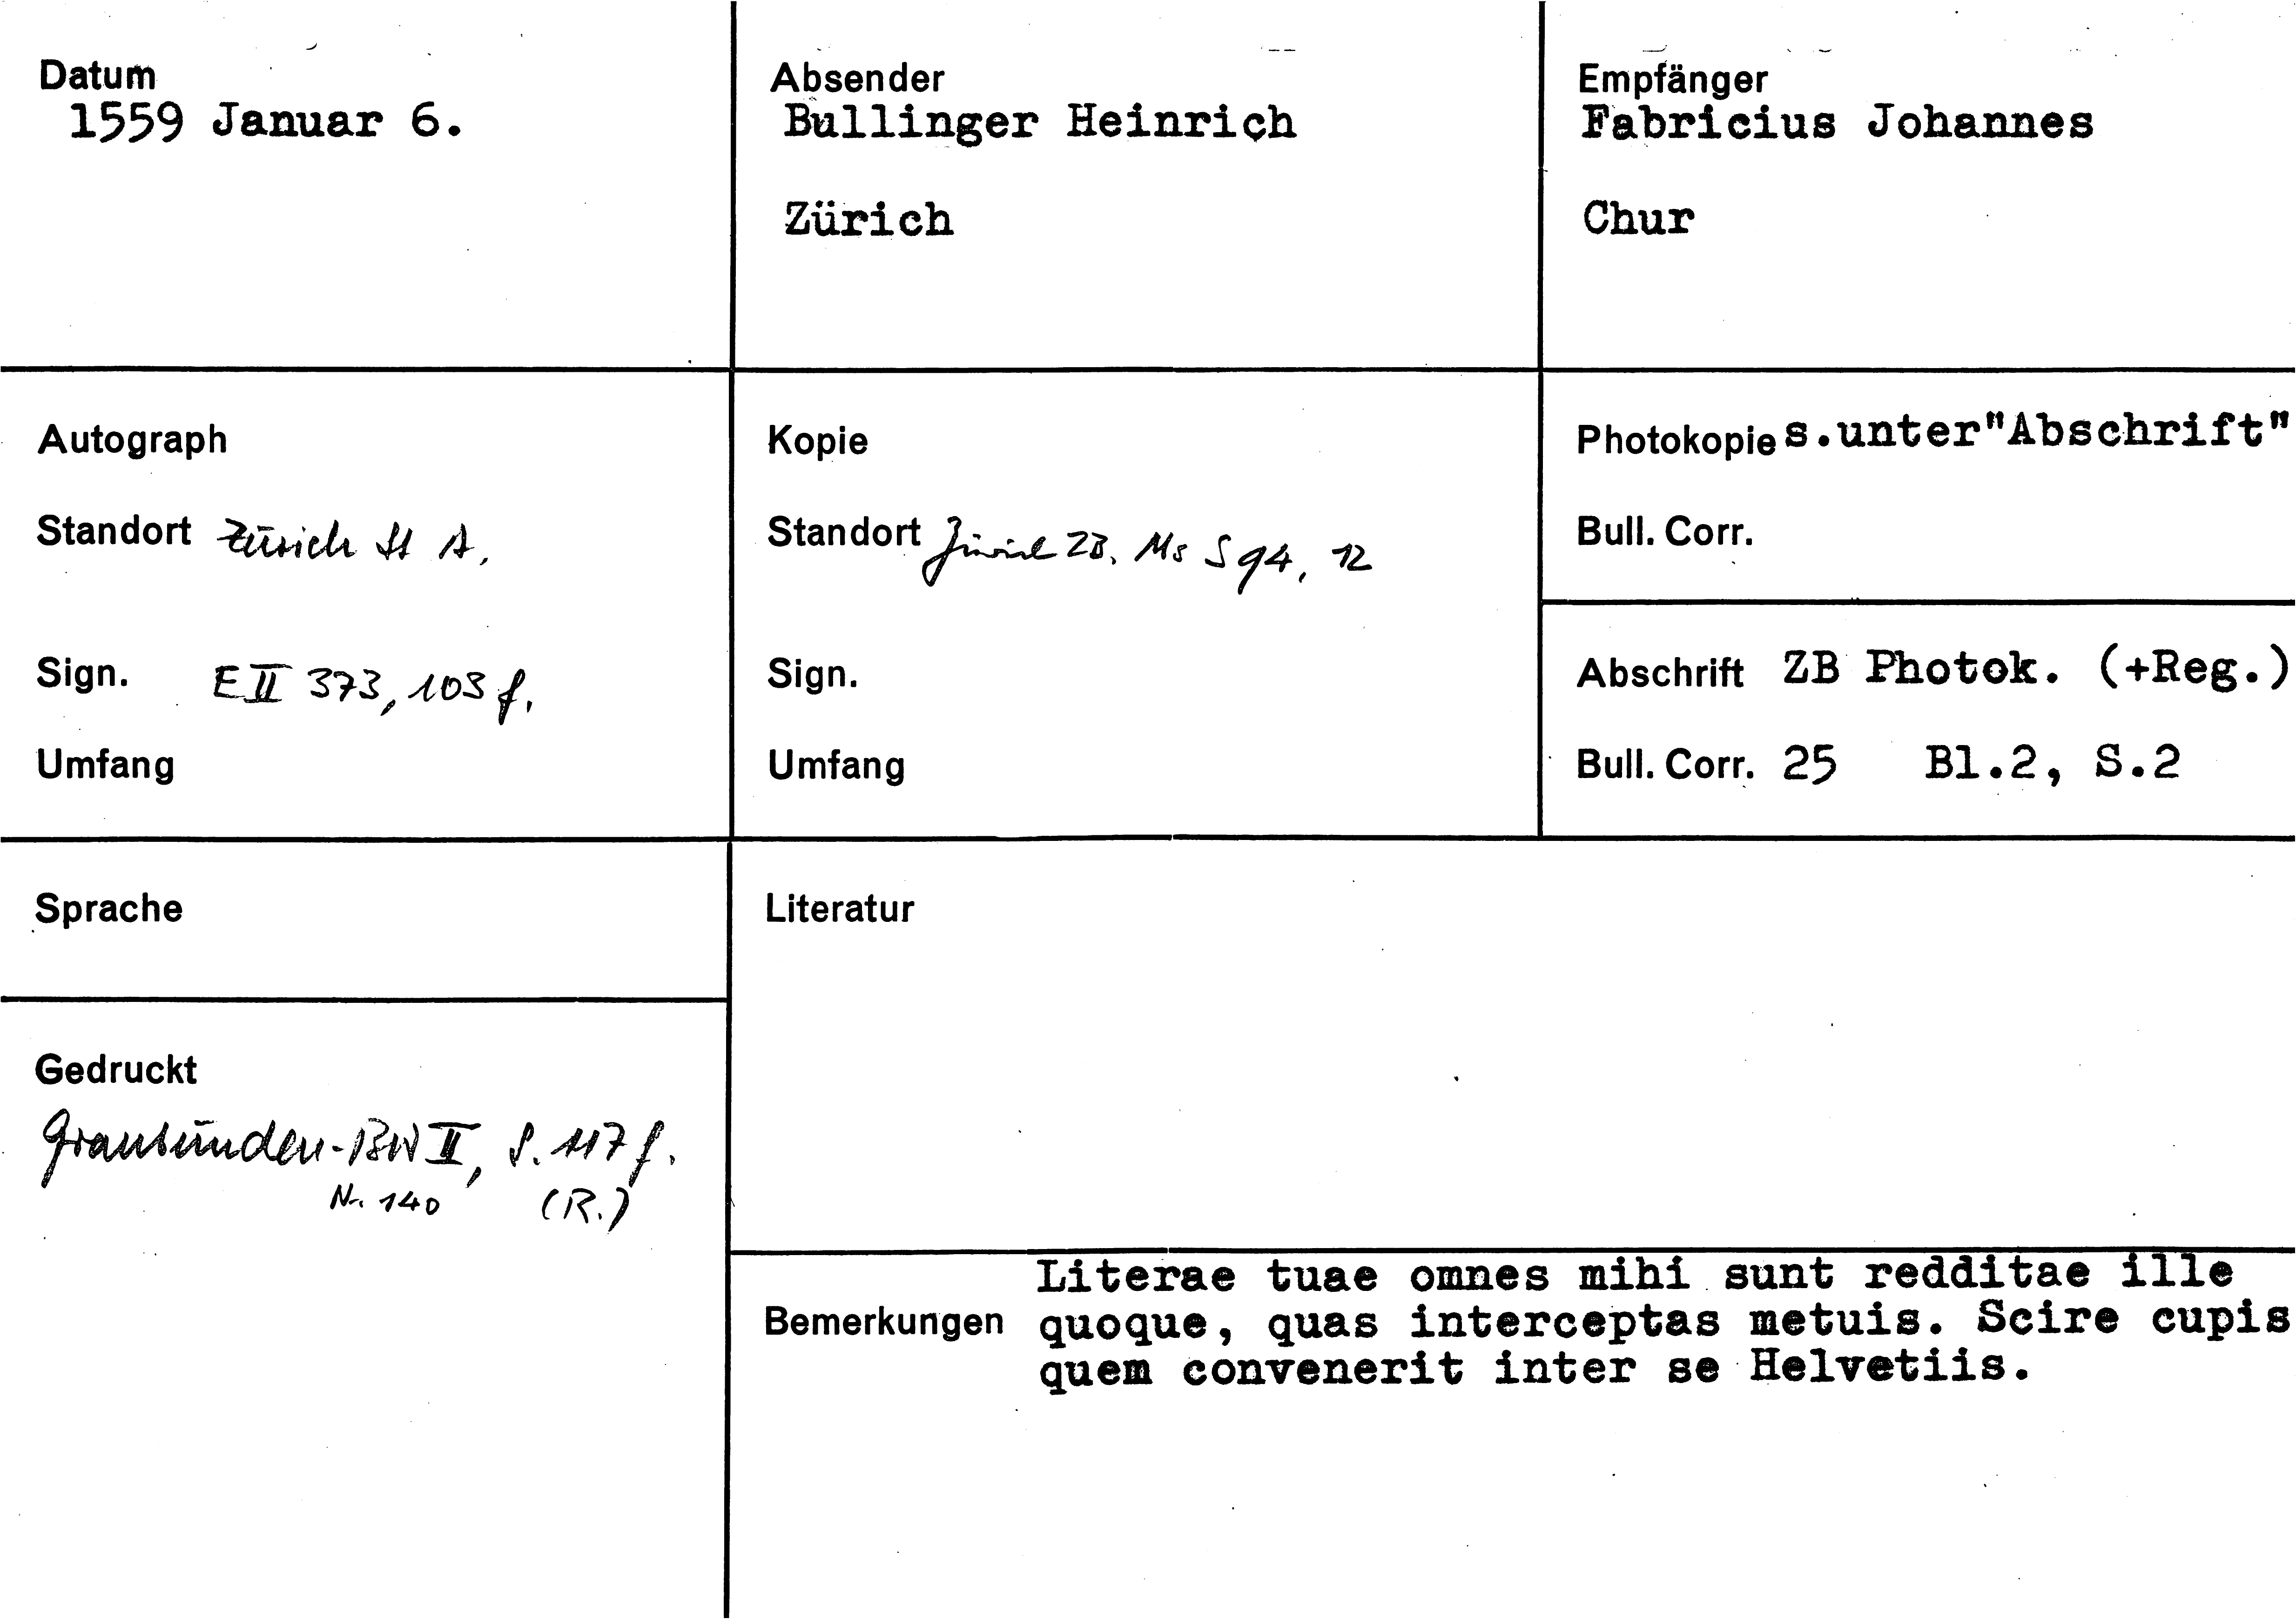 Datum
1559 Januar 6.
Absender
Bullinger Heinrich
Zürich
Empfänger
Fabricius Johannes
Chur
Autograph
Standort Zürich St A.
Sign. E II 373, 103 f.
Umfang
Kopie
Standort Zürich ZB. Ms S 94, 12
Sign.
Umfang
Photokopie s.unter"Abschrift"
Bull. Corr.
Abschrift ZB Photok. (+Reg.)
Bull. Corr. 25 Bl.2, S.2
Sprache
Gedruckt
Graubünden-BW II, S. 117 f.
Nr. 140 (R.)
Literatur
Bemerkungen
Literae tuae omnes mihi sunt redditae ille
quoque, quas interceptas metuis. Scire cupis
quem convenerit inter se Helvetiis.